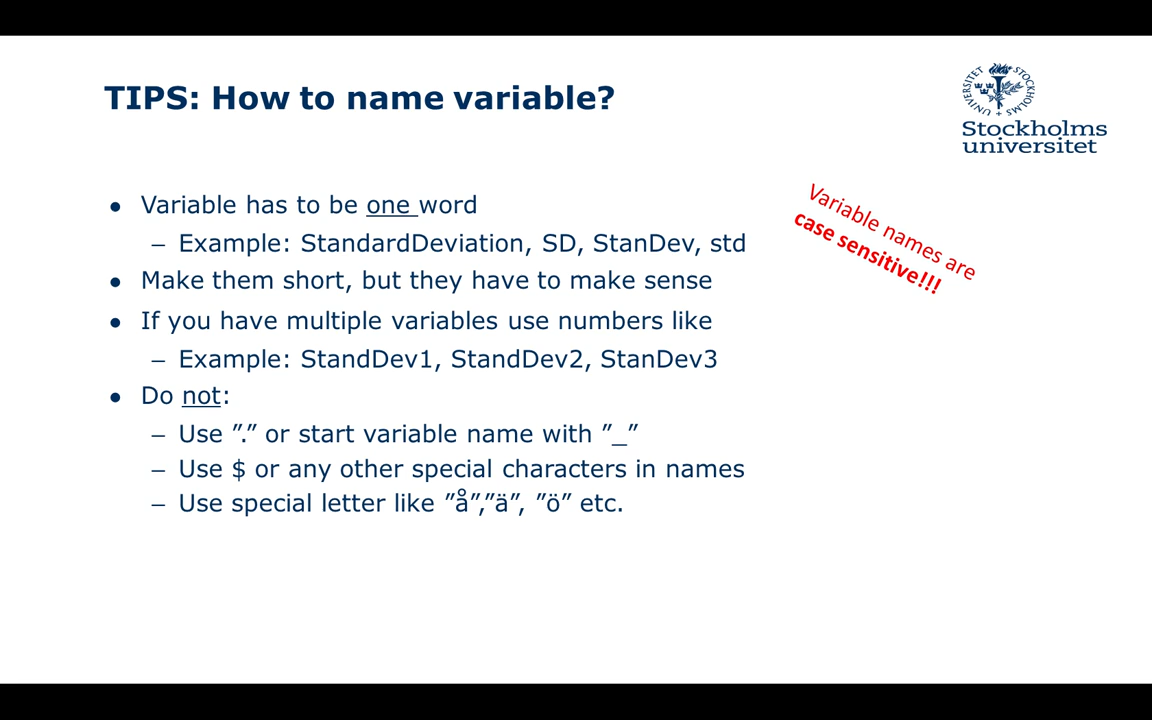 TIPS: How to name variable?
UNIVERSITET STOCKHOLMS
Stockholms
universitet
• Variable has to be one word
– Example: StandardDeviation, SD, StanDev, std
Variable names are
case sensitive!!!
• Make them short, but they have to make sense
• If you have multiple variables use numbers like
– Example: StandDev1, StandDev2, StanDev3
• Do not:
– Use ”.” or start variable name with ”_”
– Use $ or any other special characters in names
– Use special letter like ”å”,”ä”, ”ö” etc.